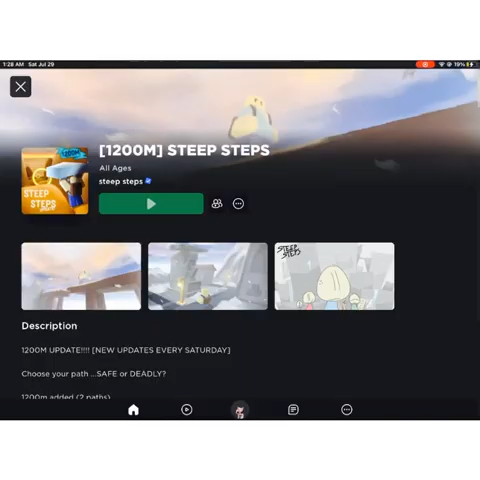 1:28 AM Sat Jul 29
19%
[1200M] STEEP STEPS
All Ages
steep steps
STEEP
STEPS
STEEP
STEPS
Description
1200M UPDATE!!!! [NEW UPDATES EVERY SATURDAY]
Choose your path ...SAFE or DEADLY?
1200m added (2 paths)